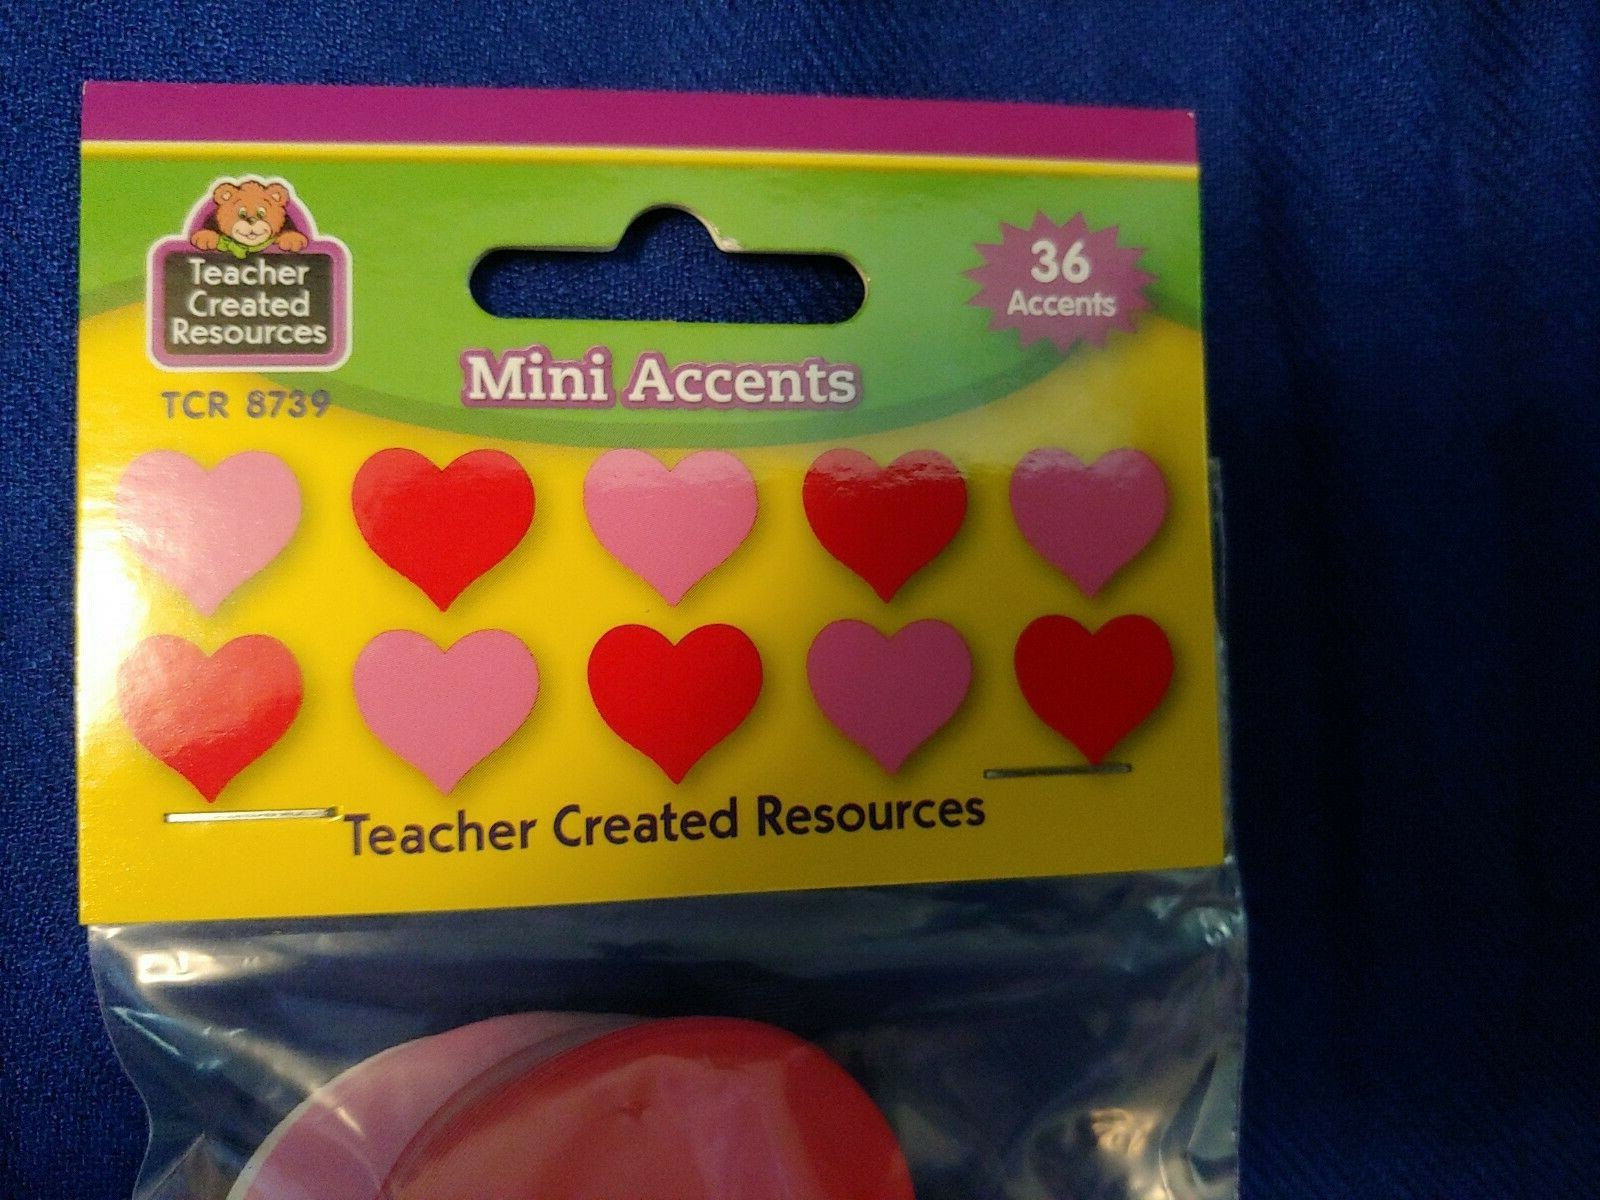 Teacher
Created
Resources
TCR 8739
36
Accents
Mini Accents
Teacher Created Resources